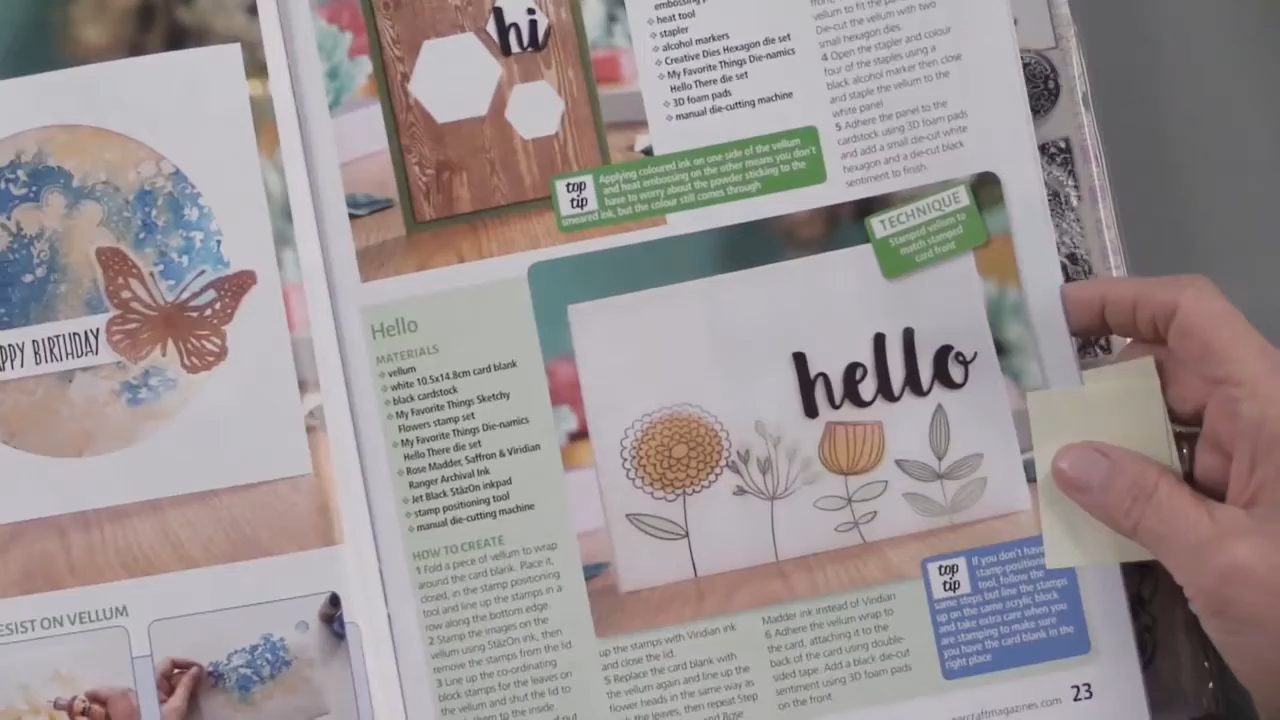 PPY BIRTHDAY
ESIST ON VELLUM
hi
embossing p
❖ heat tool
❖ stapler
❖ alcohol markers
❖ Creative Dies Hexagon die set
❖ My Favorite Things Die-namics
Hello There die set
❖ 3D foam pads
❖ manual die-cutting machine
vellum to fit the pa
Die-cut the vellum with two
small hexagon dies.
4 Open the stapler and colour
four of the staples using a
black alcohol marker then close
and staple the vellum to the
white panel
5 Adhere the panel to the
cardstock using 3D foam pads
and add a small die-cut white
hexagon and a die-cut black
sentiment to finish.
top
tip
Applying coloured ink on one side of the vellum
and heat embossing on the other means you don't
have to worry about the powder sticking to the
smeared ink, but the colour still comes through
TECHNIQUE
Stamped vellum to
match stamped
card front
hello
Hello
MATERIALS
❖ vellum
❖ white 10.5x14.8cm card blank
❖ black cardstock
❖ My Favorite Things Sketchy
Flowers stamp set
❖ My Favorite Things Die-namics
Hello There die set
❖ Rose Madder, Saffron & Viridian
Ranger Archival Ink
❖ Jet Black StāzOn inkpad
❖ stamp positioning tool
❖ manual die-cutting machine
HOW TO CREATE
1 Fold a piece of vellum to wrap
around the card blank. Place it,
closed, in the stamp positioning
tool and line up the stamps in a
row along the bottom edge.
2 Stamp the images on the
vellum using StāzOn ink, then
remove the stamps from the lid.
3 Line up the co-ordinating
block stamps for the leaves on
the vellum and shut the lid to
them to the inside.
up the stamps with Viridian ink
and close the lid.
5 Replace the card blank with
the vellum again and line up the
flower heads in the same way as
the leaves, then repeat Step
and Rose
Madder ink instead of Viridian
6 Adhere the vellum wrap to
the card, attaching it to the
back of the card using double-
sided tape. Add a black die-cut
sentiment using 3D foam pads
on the front.
top
tip
If you don't have
stamp-position
tool, follow the
same steps but line the stamps
up on the same acrylic block
and take extra care when you
are stamping to make sure
you have the card blank in the
right place
ercraftmagazines.com 23